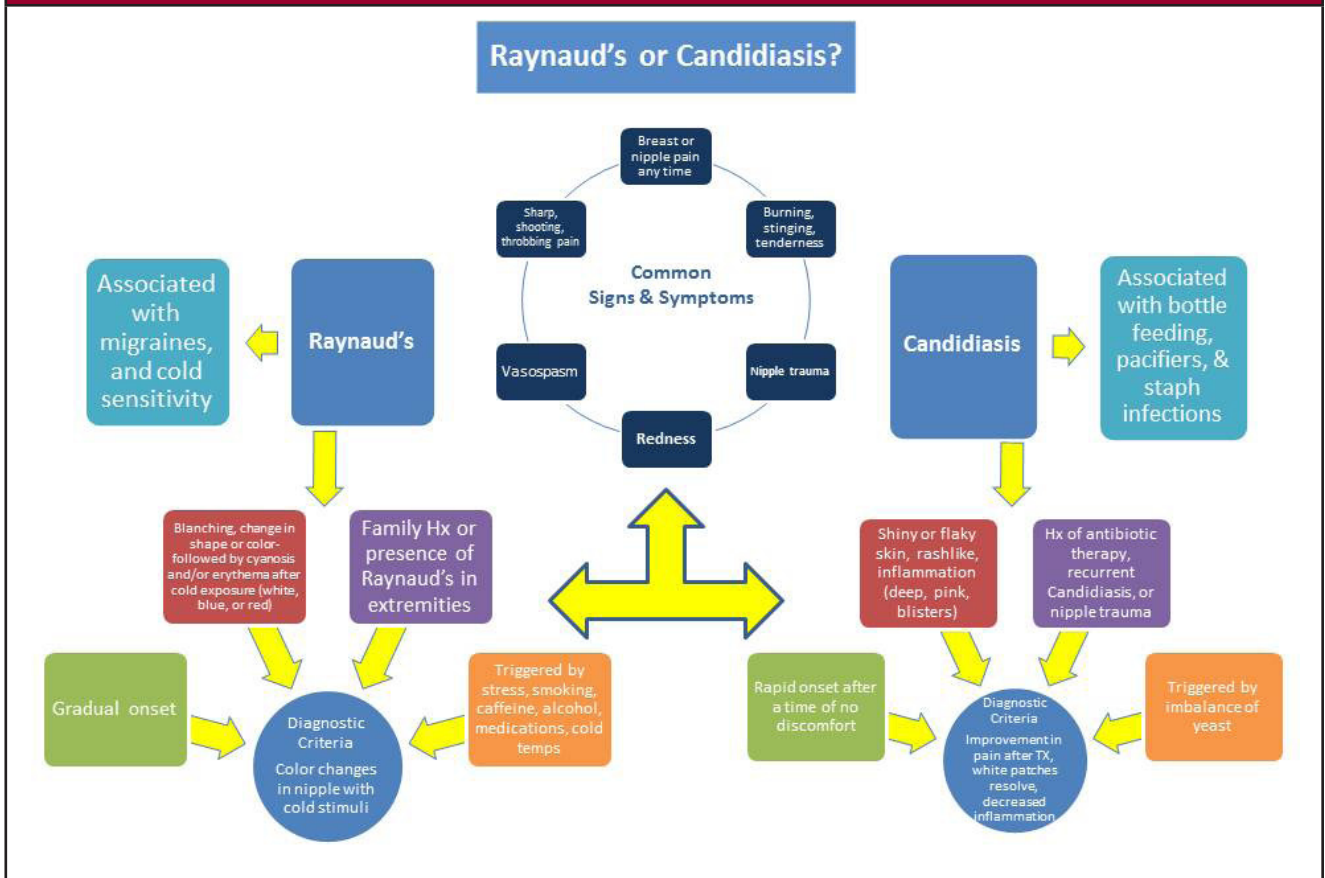 Raynaud's or Candidiasis?
Breast or
nipple pain
any time
Sharp,
shooting,
throbbing pain
Burning,
stinging,
tenderness
Common
Signs & Symptoms
Vasospasm
Nipple trauma
Redness
Associated
with
migraines,
and cold
sensitivity
Raynaud's
Candidiasis
Associated
with bottle
feeding,
pacifiers, &
staph
infections
Blanching, change in
shape or color-
followed by cyanosis
and/or erythema after
cold exposure (white,
blue, or red)
Family Hx or
presence of
Raynaud's in
extremities
Shiny or flaky
skin, rashlike,
inflammation
(deep, pink,
blisters)
Hx of antibiotic
therapy,
recurrent
Candidiasis, or
nipple trauma
Gradual onset
Diagnostic
Criteria
Color changes
in nipple with
cold stimuli
Triggered by
stress, smoking,
caffeine, alcohol,
medications, cold
temps
Rapid onset after
a time of no
discomfort
Diagnostic
Criteria
Improvement in
pain after TX,
white patches
resolve,
decreased
inflammation
Triggered by
imbalance of
yeast